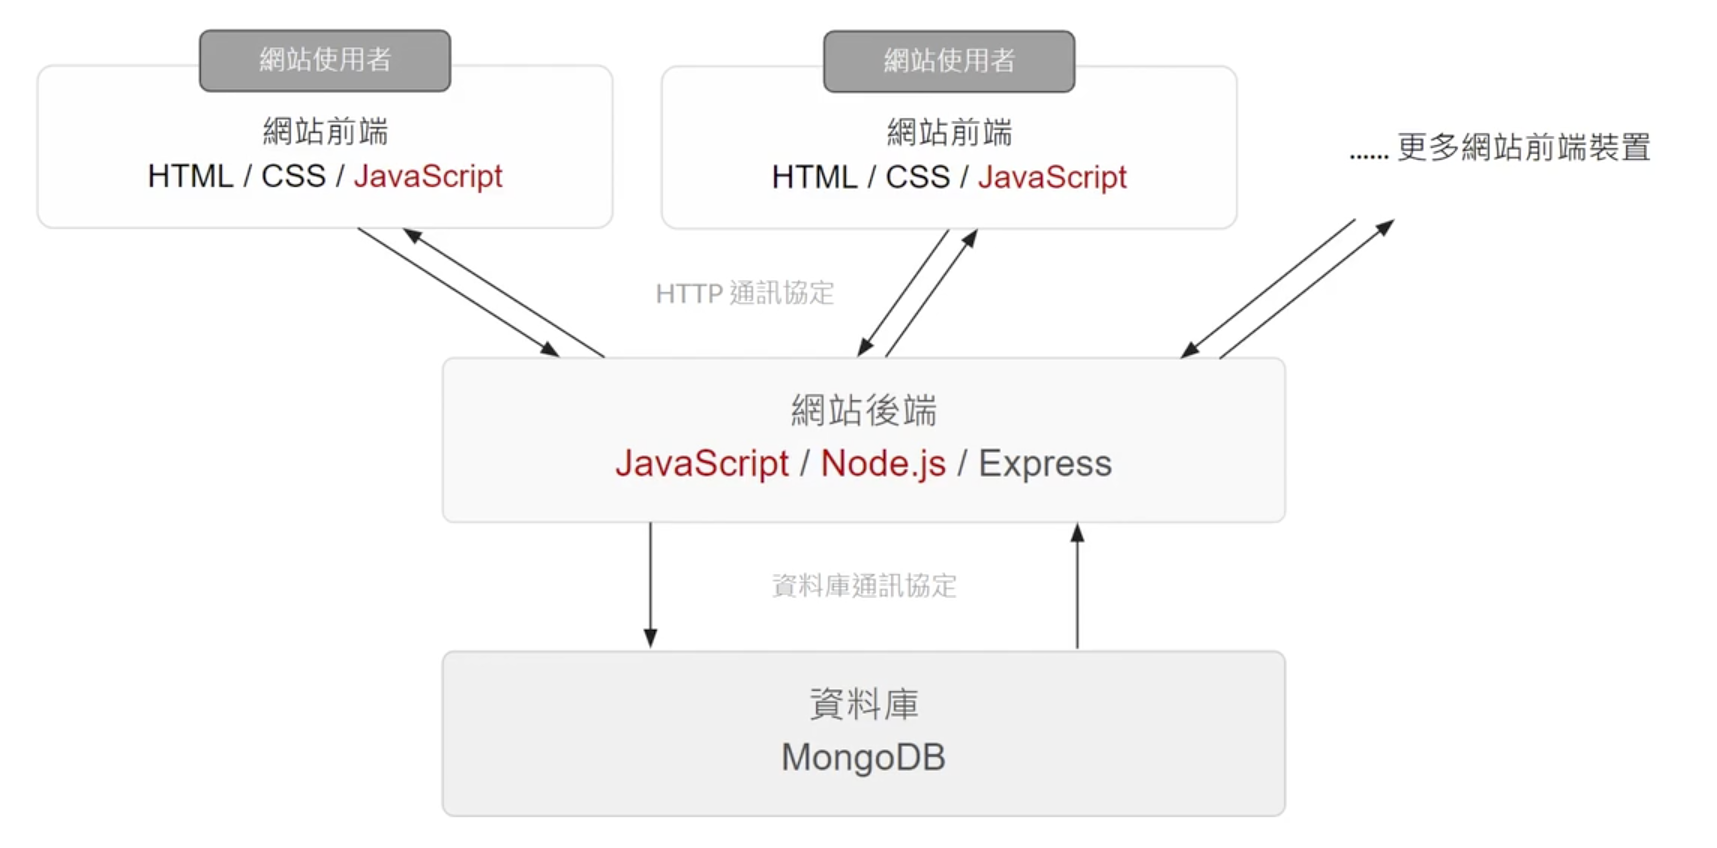 網站使用者
網站前端
HTML / CSS / JavaScript
網站使用者
網站前端
HTML / CSS / JavaScript
...... 更多網站前端裝置
HTTP 通訊協定
網站後端
JavaScript / Node.js / Express
資料庫通訊協定
資料庫
MongoDB